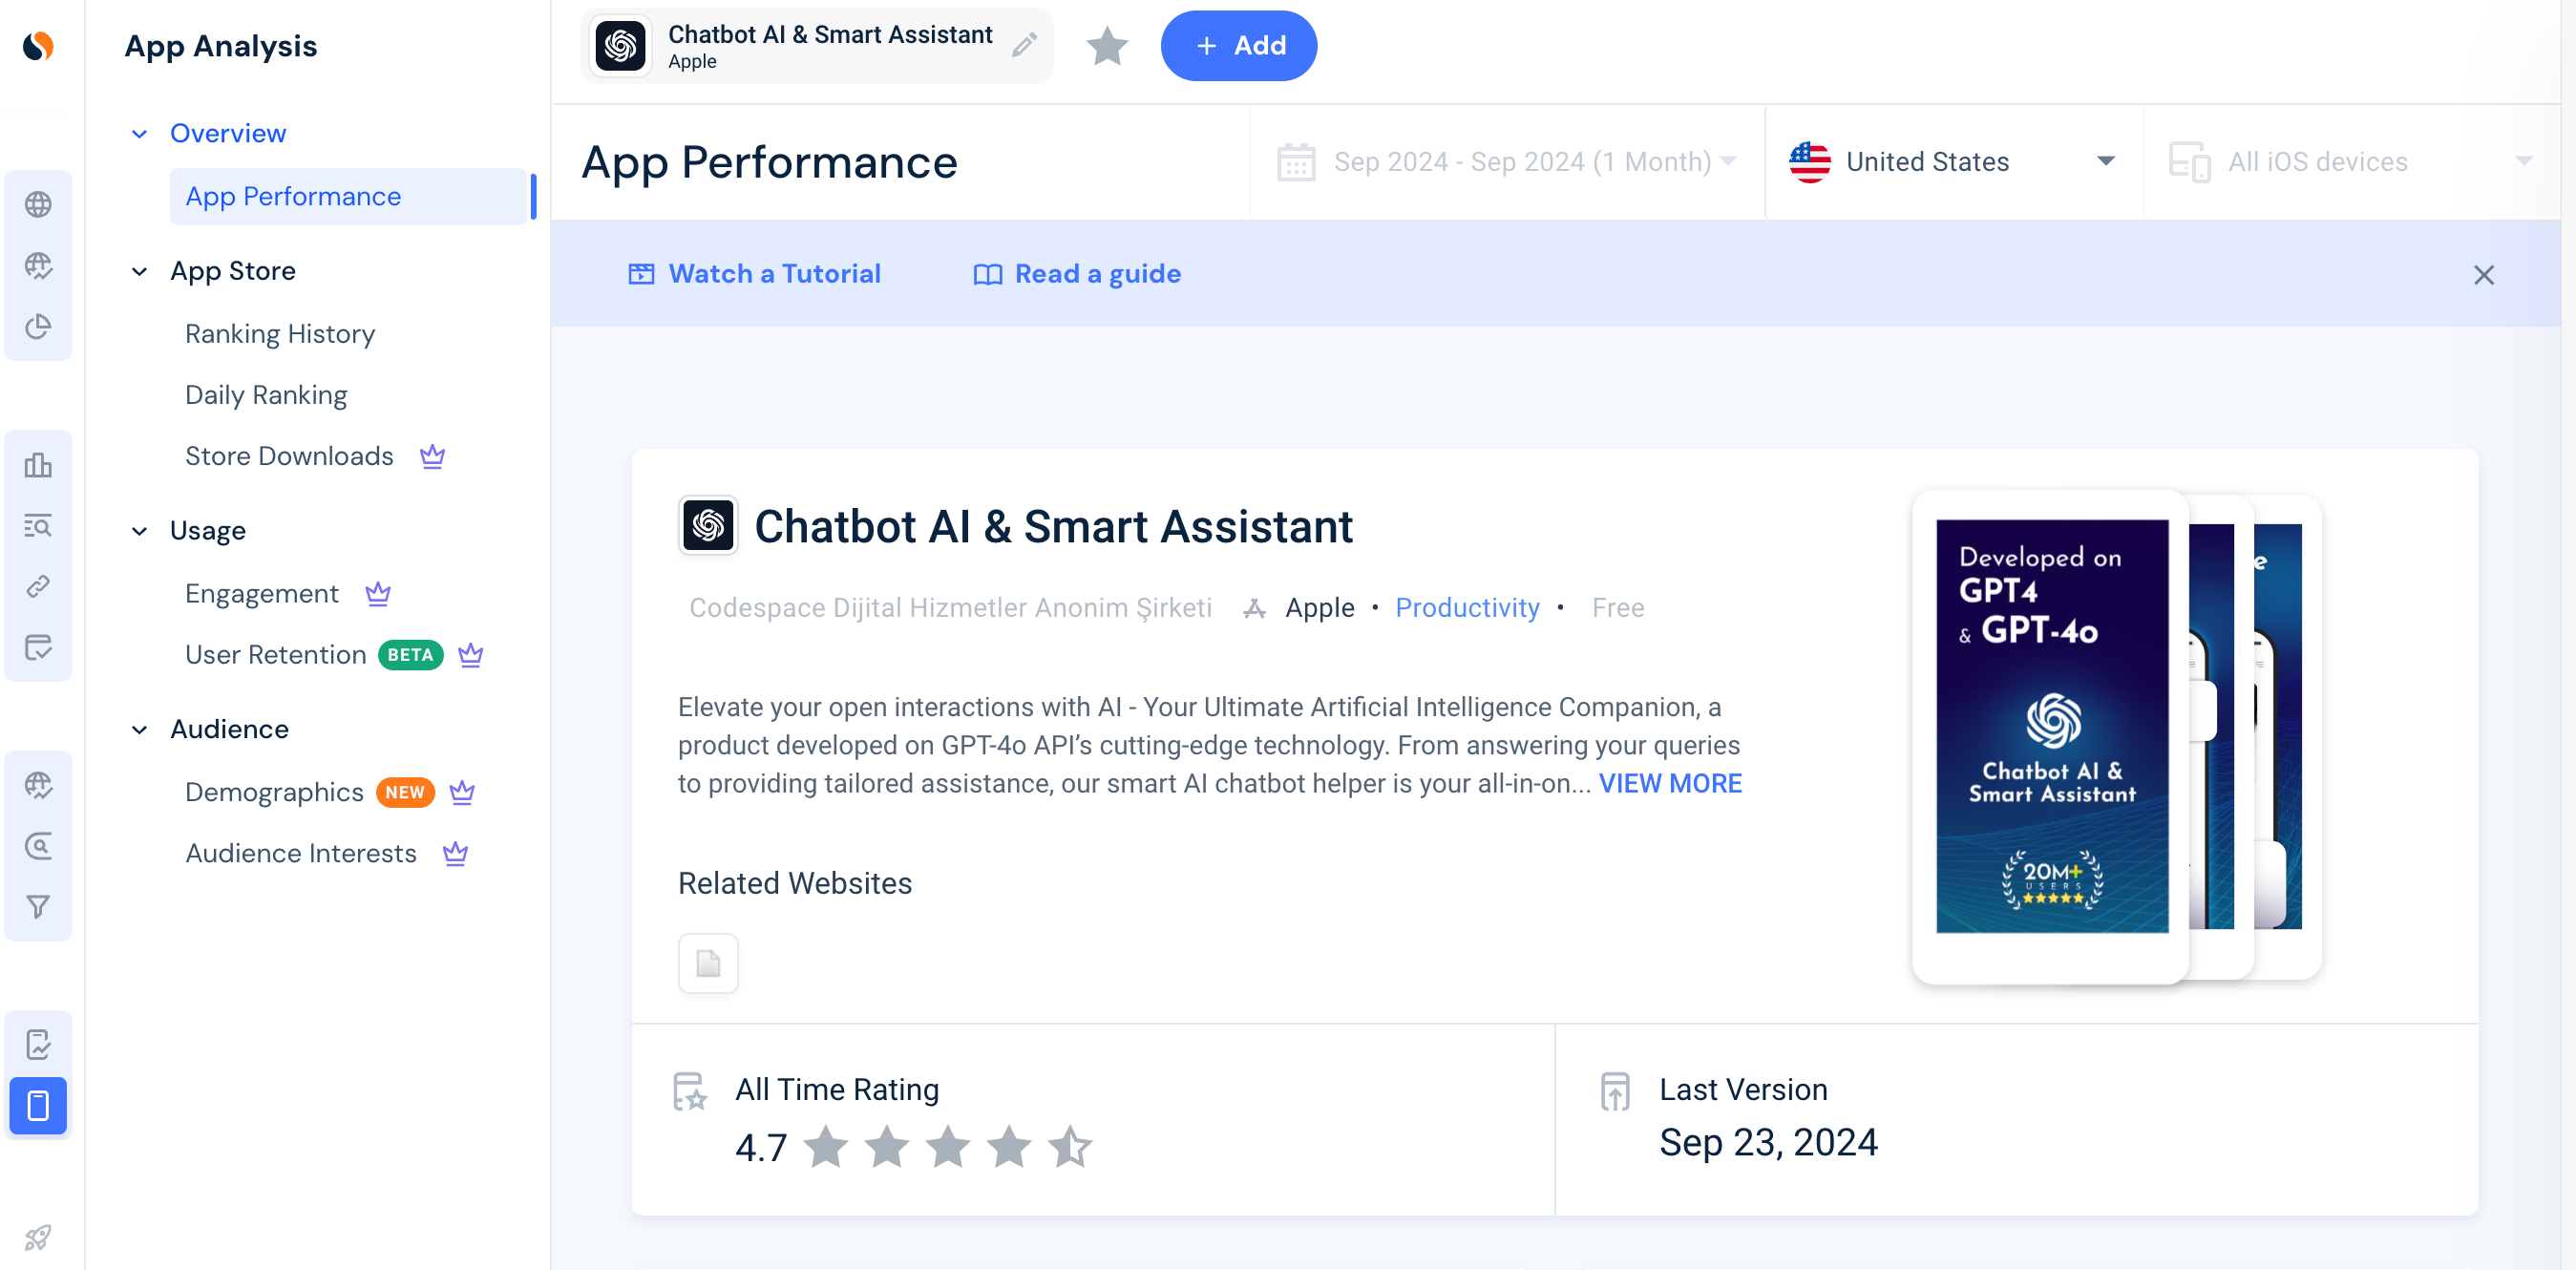 App Analysis
Overview
App Performance
App Store
Ranking History
Daily Ranking
Store Downloads
Usage
Engagement
User Retention BETA
Audience
Demographics NEW
Audience Interests
Chatbot AI & Smart Assistant
Apple
+ Add
App Performance
Sep 2024 - Sep 2024 (1 Month)
United States
All iOS devices
Watch a Tutorial
Read a guide
Chatbot AI & Smart Assistant
Codespace Dijital Hizmetler Anonim Şirketi Apple • Productivity • Free
Elevate your open interactions with AI - Your Ultimate Artificial Intelligence Companion, a
product developed on GPT-4o API’s cutting-edge technology. From answering your queries
to providing tailored assistance, our smart AI chatbot helper is your all-in-on... VIEW MORE
Related Websites
Developed on
GPT4
& GPT-4o
Chatbot AI &
Smart Assistant
20M+
USERS
e
All Time Rating
4.7
Last Version
Sep 23, 2024